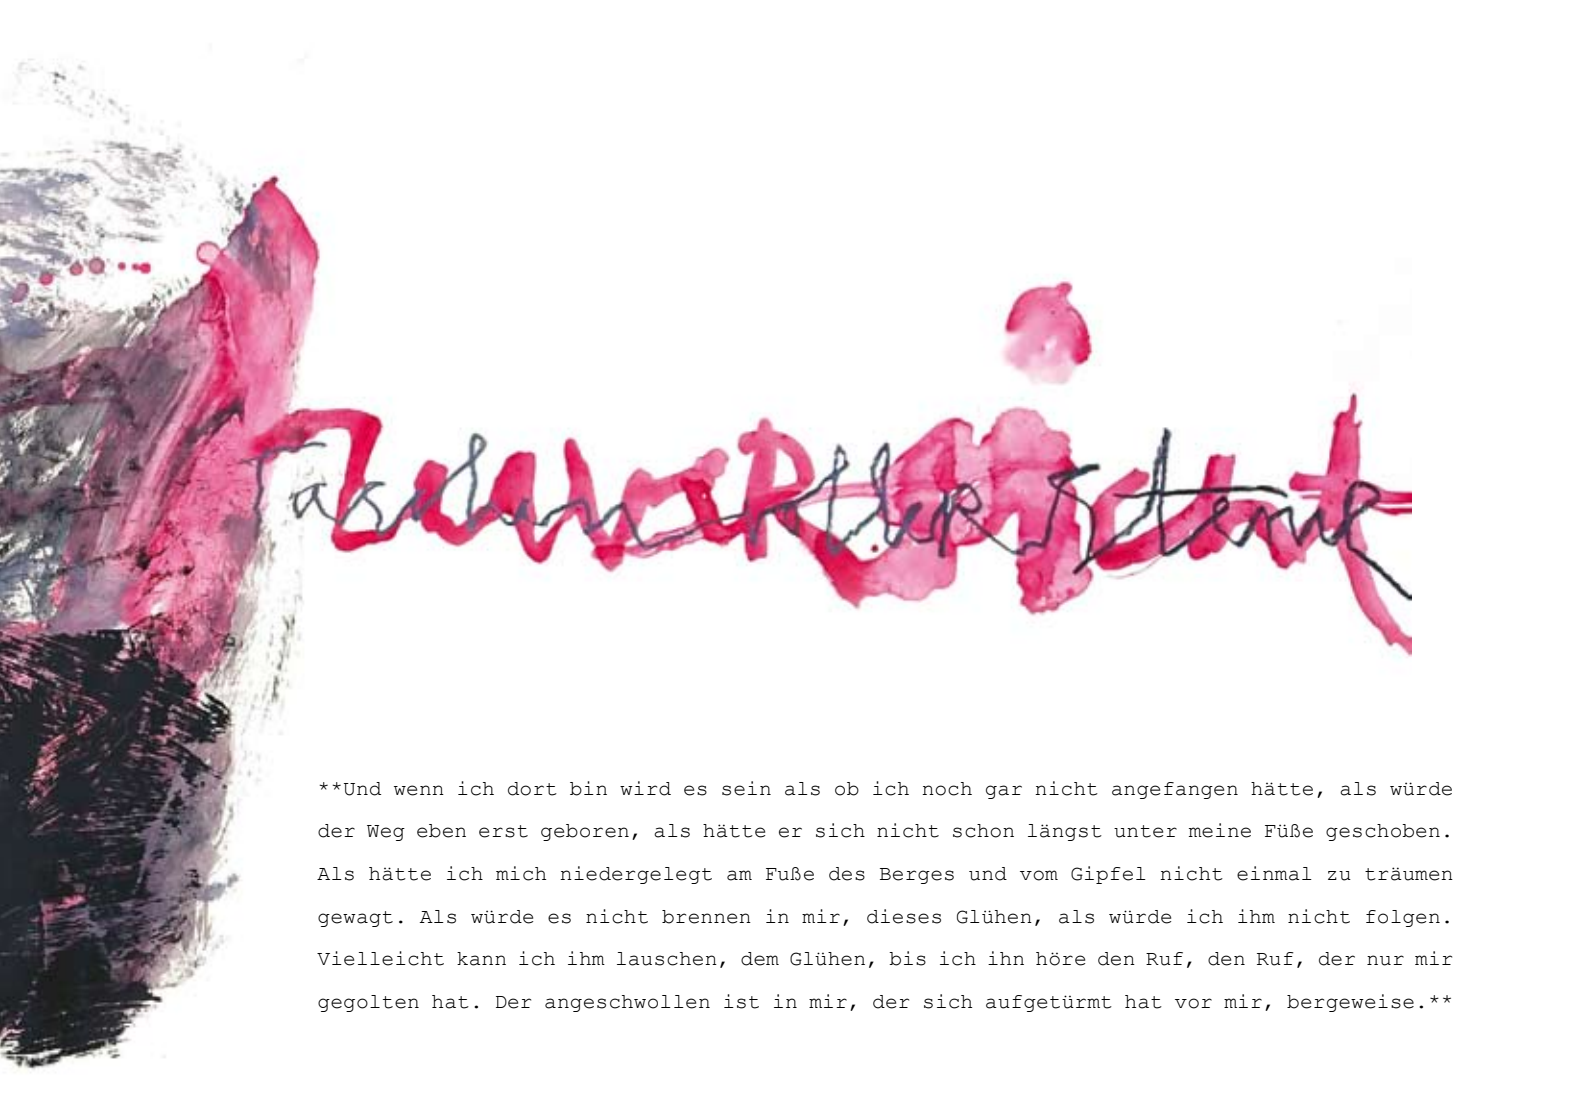 Taschen voller Steine
**Und wenn ich dort bin wird es sein als ob ich noch gar nicht angefangen hätte, als würde
der Weg eben erst geboren, als hätte er sich nicht schon längst unter meine Füße geschoben.
Als hätte ich mich niedergelegt am Fuße des Berges und vom Gipfel nicht einmal zu träumen
gewagt. Als würde es nicht brennen in mir, dieses Glühen, als würde ich ihm nicht folgen.
Vielleicht kann ich ihm lauschen, dem Glühen, bis ich ihn höre den Ruf, den Ruf, der nur mir
gegolten hat. Der angeschwollen ist in mir, der sich aufgetürmt hat vor mir, bergeweise.**